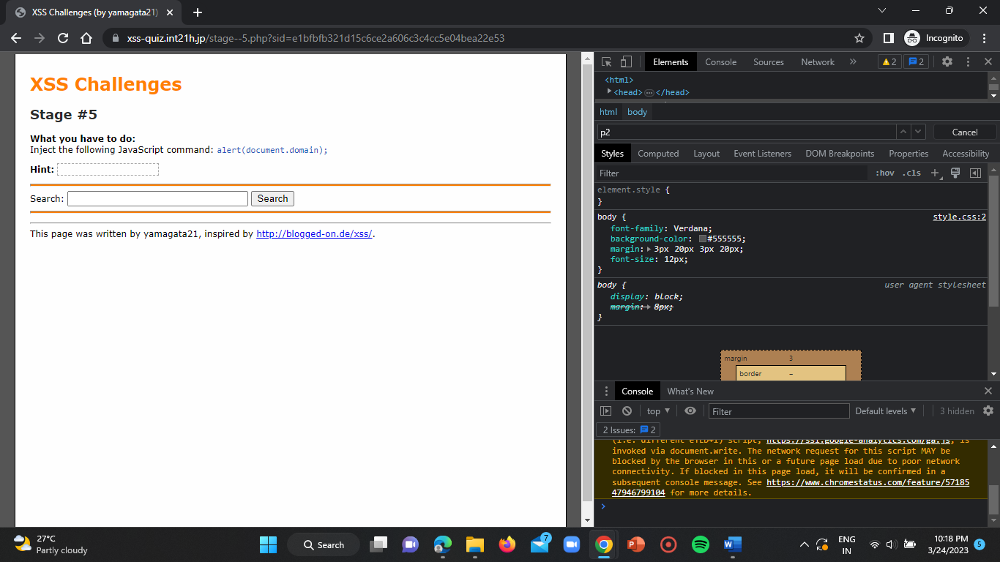 XSS Challenges (by yamagata21)
xss-quiz.int21h.jp/stage--5.php?sid=e1bfbfb321d15c6ce2a606c3c4cc5e04bea22e53
Incognito
XSS Challenges
Stage #5
What you have to do:
Inject the following JavaScript command: alert(document.domain);
Hint:
Search: Search
This page was written by yamagata21, inspired by http://blogged-on.de/xss/.
Elements Console Sources Network » 2 2
<html>
<head> … </head>
html body
p2 Cancel
Styles Computed Layout Event Listeners DOM Breakpoints Properties Accessibility
Filter :hov .cls
element.style {
}
body { style.css:2
font-family: Verdana;
background-color: #555555;
margin: 3px 20px 3px 20px;
font-size: 12px;
}
body { user agent stylesheet
display: block;
margin: 8px;
}
margin 3
border –
Console What's New
top Filter Default levels 3 hidden
2 Issues: 2
(i.e. different eTLD+1) script, https://ssl.google-analytics.com/ga.js, is
invoked via document.write. The network request for this script MAY be
blocked by the browser in this or a future page load due to poor network
connectivity. If blocked in this page load, it will be confirmed in a
subsequent console message. See https://www.chromestatus.com/feature/57185
47946799104 for more details.
27°C
Partly cloudy
Search
7
ENG
IN
10:18 PM
3/24/2023
5